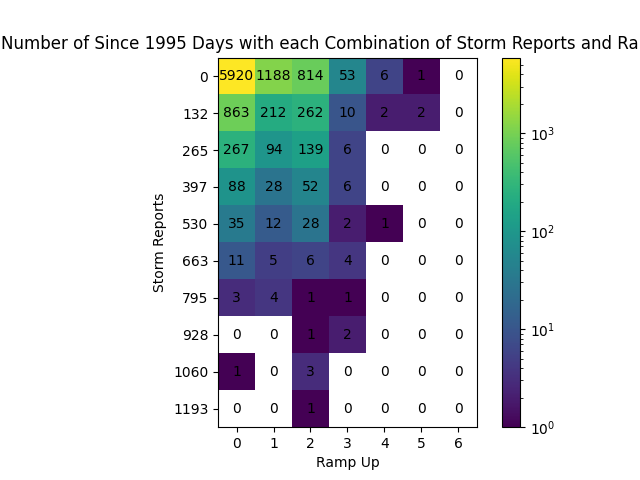 Number of Since 1995 Days with each Combination of Storm Reports and Ra
0 5920 1188 814 53 6 1 0
132 863 212 262 10 2 2 0
265 267 94 139 6 0 0 0
397 88 28 52 6 0 0 0
530 35 12 28 2 1 0 0
663 11 5 6 4 0 0 0
795 3 4 1 1 0 0 0
928 0 0 1 2 0 0 0
1060 1 0 3 0 0 0 0
1193 0 0 1 0 0 0 0
0 1 2 3 4 5 6
Ramp Up
Storm Reports
10³
10²
10¹
10⁰